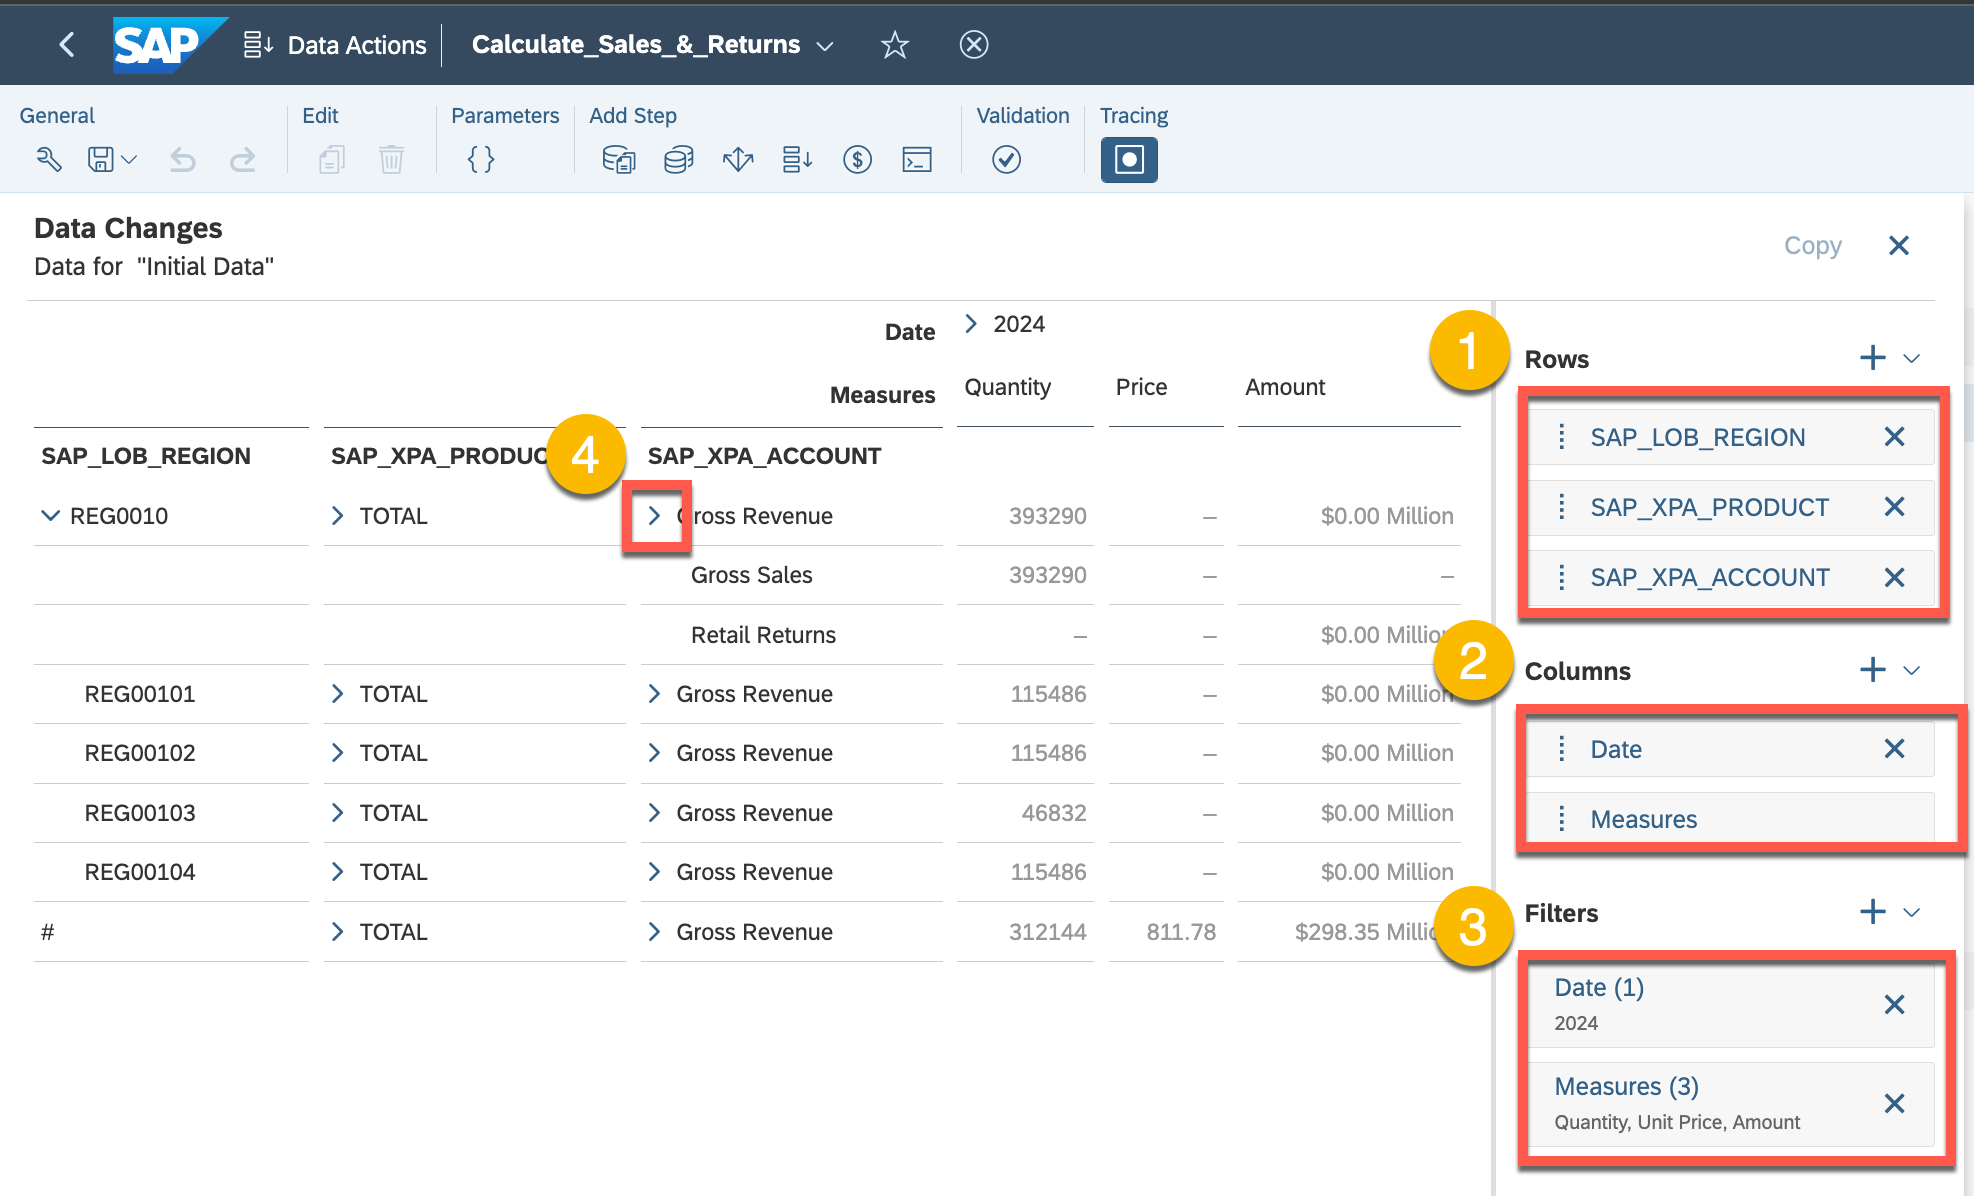 SAP Data Actions Calculate_Sales_&_Returns
General Edit Parameters Add Step Validation Tracing
Data Changes
Data for "Initial Data"
Copy
Date 2024
Measures Quantity Price Amount
SAP_LOB_REGION SAP_XPA_PRODUC SAP_XPA_ACCOUNT
4
REG0010 TOTAL Gross Revenue 393290 – $0.00 Million
Gross Sales 393290 – –
Retail Returns – – $0.00 Million
REG00101 TOTAL Gross Revenue 115486 – $0.00 Million
REG00102 TOTAL Gross Revenue 115486 – $0.00 Million
REG00103 TOTAL Gross Revenue 46832 – $0.00 Million
REG00104 TOTAL Gross Revenue 115486 – $0.00 Million
# TOTAL Gross Revenue 312144 811.78 $298.35 Million
1 Rows
SAP_LOB_REGION
SAP_XPA_PRODUCT
SAP_XPA_ACCOUNT
2 Columns
Date
Measures
3 Filters
Date (1)
2024
Measures (3)
Quantity, Unit Price, Amount